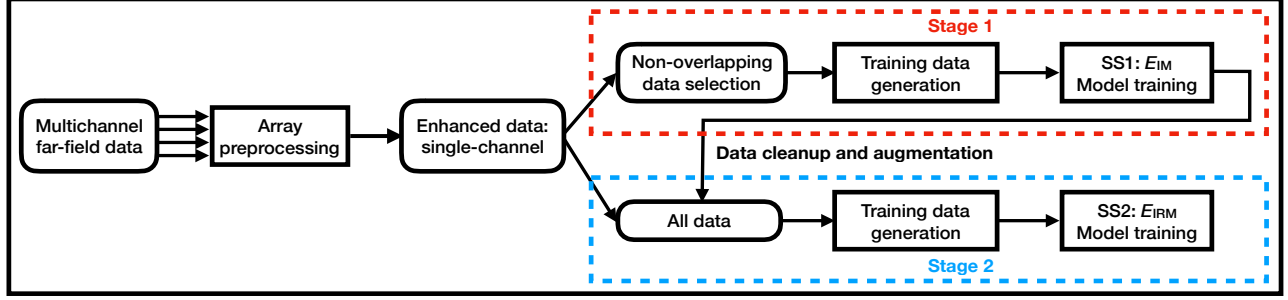 Stage 1
Non-overlapping
data selection
Training data
generation
SS1: EIM
Model training
Multichannel
far-field data
Array
preprocessing
Enhanced data:
single-channel
Data cleanup and augmentation
All data
Training data
generation
SS2: EIRM
Model training
Stage 2